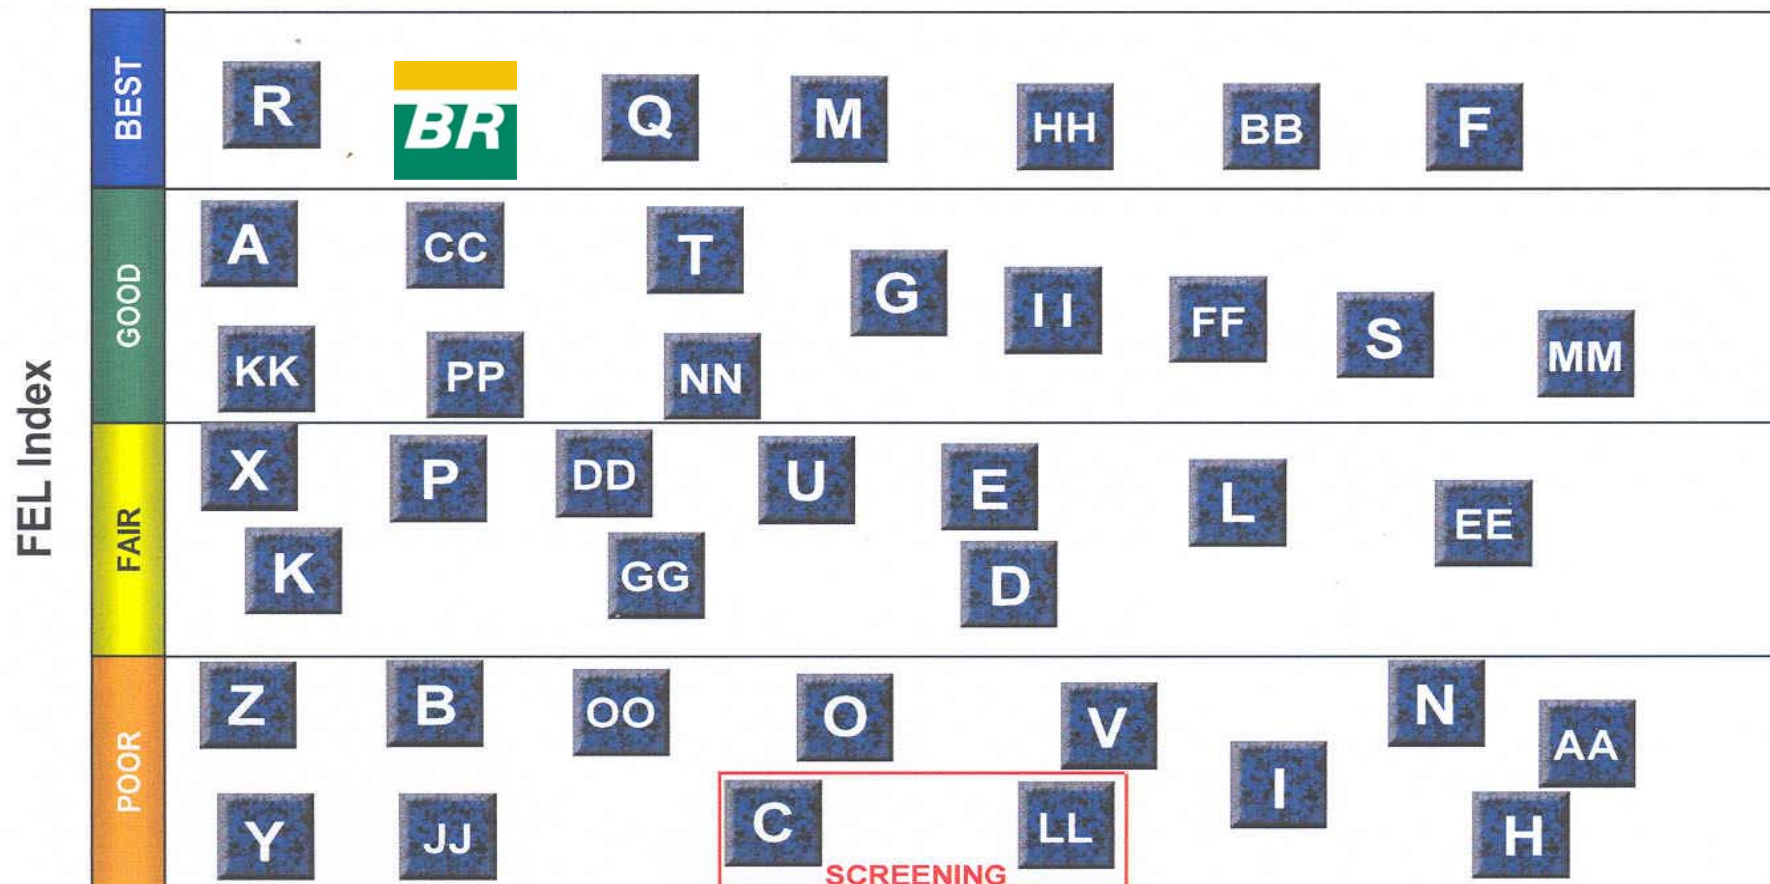 FEL Index
BEST
R BR Q M HH BB F
GOOD
A CC T G II FF S MM
KK PP NN
FAIR
X P DD U E L EE
K GG D
POOR
Z B OO O V N AA
I
Y JJ C LL H
SCREENING